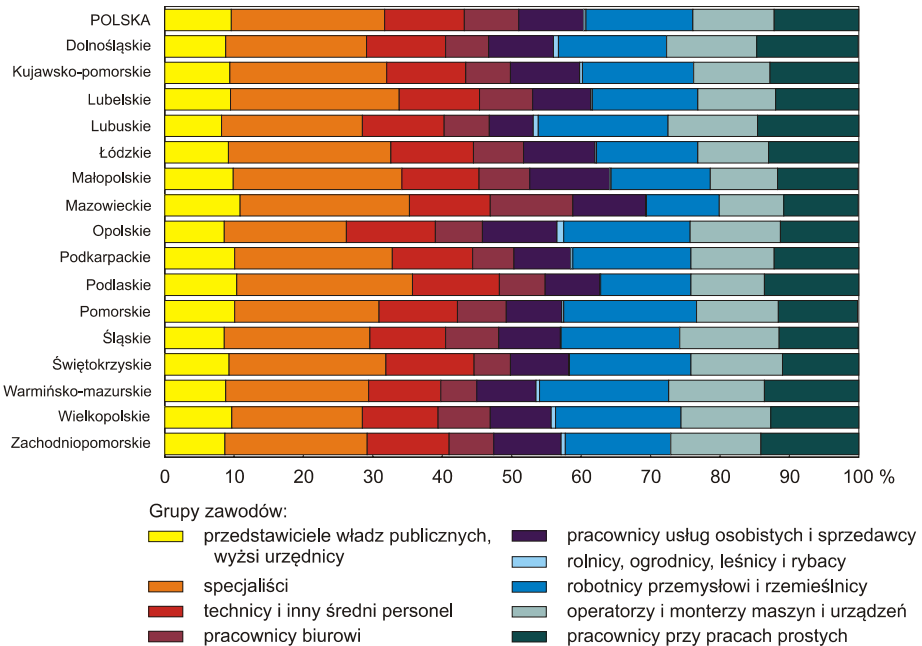 POLSKA
Dolnośląskie
Kujawsko-pomorskie
Lubelskie
Lubuskie
Łódzkie
Małopolskie
Mazowieckie
Opolskie
Podkarpackie
Podlaskie
Pomorskie
Śląskie
Świętokrzyskie
Warmińsko-mazurskie
Wielkopolskie
Zachodniopomorskie
0 10 20 30 40 50 60 70 80 90 100 %
Grupy zawodów:
przedstawiciele władz publicznych,
wyżsi urzędnicy
specjaliści
technicy i inny średni personel
pracownicy biurowi
pracownicy usług osobistych i sprzedawcy
rolnicy, ogrodnicy, leśnicy i rybacy
robotnicy przemysłowi i rzemieślnicy
operatorzy i monterzy maszyn i urządzeń
pracownicy przy pracach prostych